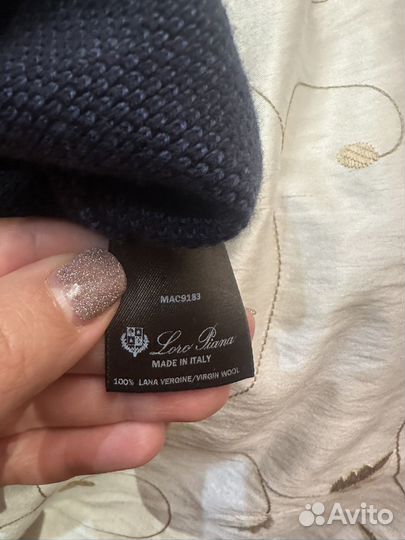 MAC9183
Loro Piana
MADE IN ITALY
100% LANA VERGINE/VIRGIN WOOL
Avito